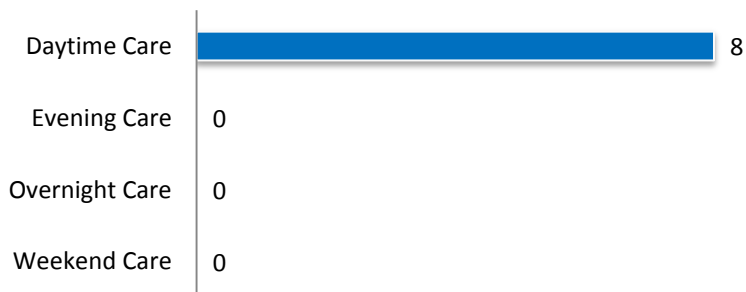 Daytime Care 8
Evening Care 0
Overnight Care 0
Weekend Care 0